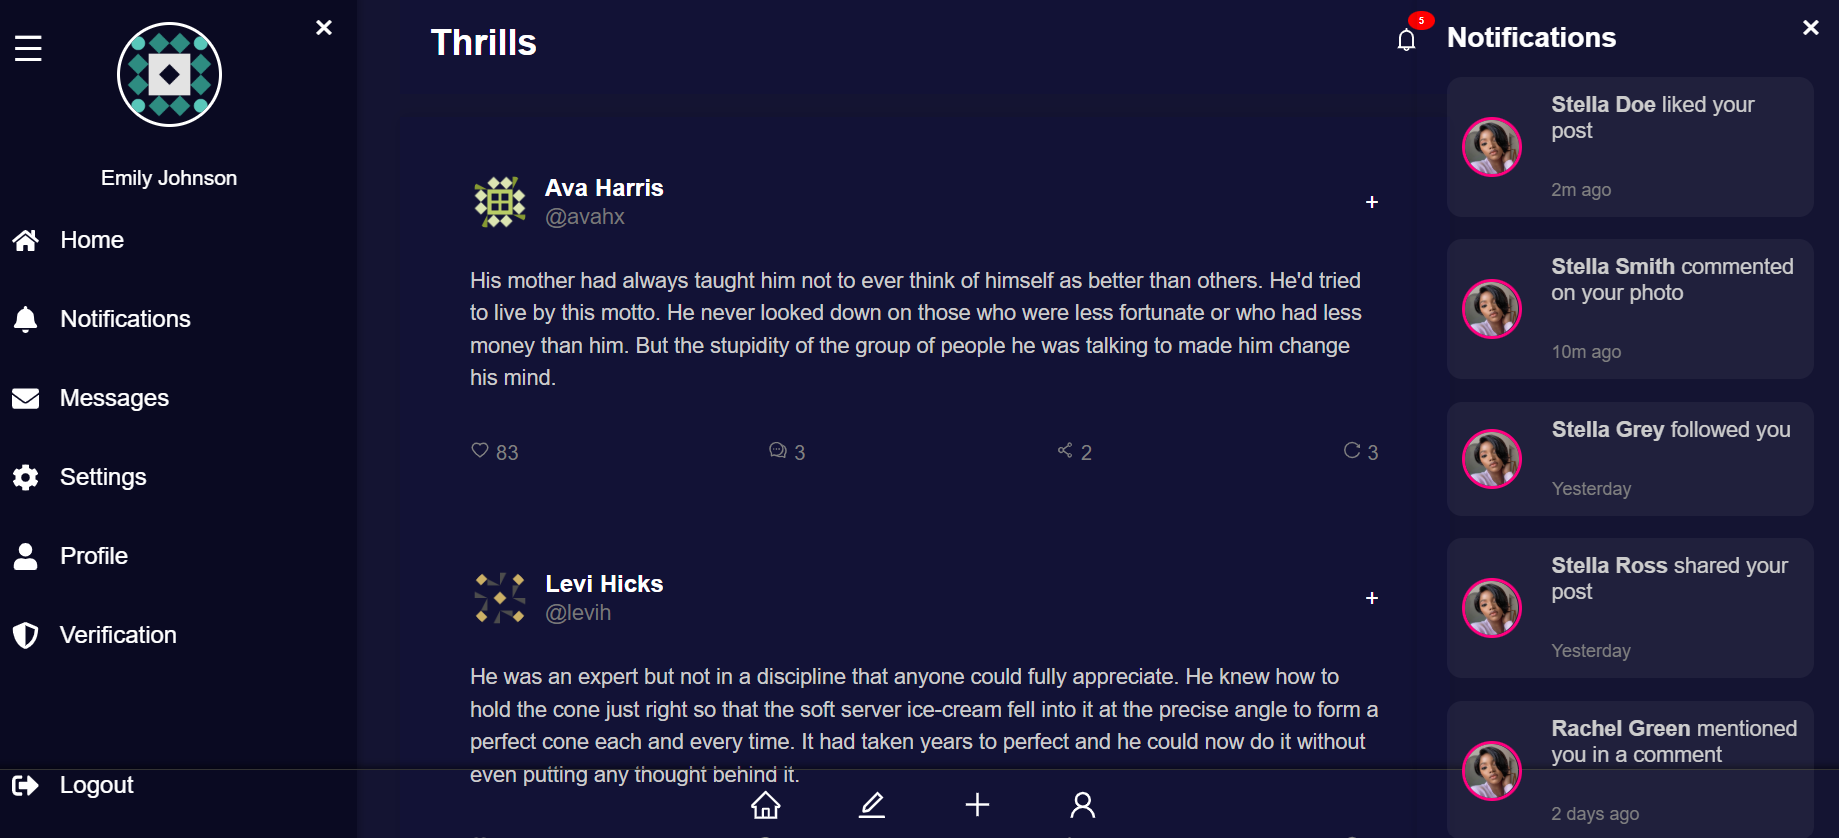 Emily Johnson
Home
Notifications
Messages
Settings
Profile
Verification
Logout
Thrills
5
Ava Harris
@avahx
+
His mother had always taught him not to ever think of himself as better than others. He'd tried
to live by this motto. He never looked down on those who were less fortunate or who had less
money than him. But the stupidity of the group of people he was talking to made him change
his mind.
83
3
2
3
Levi Hicks
@levih
+
He was an expert but not in a discipline that anyone could fully appreciate. He knew how to
hold the cone just right so that the soft server ice-cream fell into it at the precise angle to form a
perfect cone each and every time. It had taken years to perfect and he could now do it without
even putting any thought behind it.
Notifications
Stella Doe liked your
post
2m ago
Stella Smith commented
on your photo
10m ago
Stella Grey followed you
Yesterday
Stella Ross shared your
post
Yesterday
Rachel Green mentioned
you in a comment
2 days ago